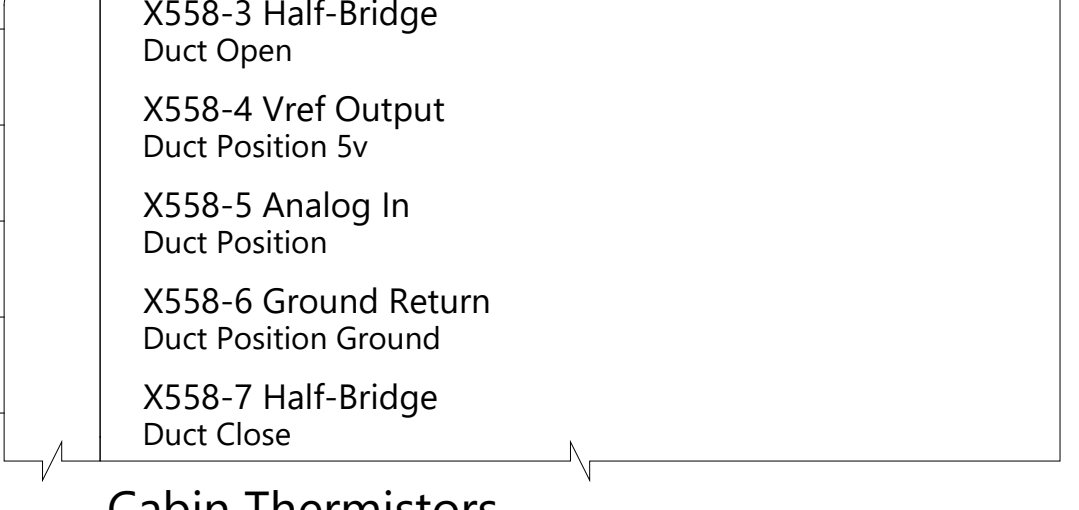 X558-3 Half-Bridge
Duct Open
X558-4 Vref Output
Duct Position 5v
X558-5 Analog In
Duct Position
X558-6 Ground Return
Duct Position Ground
X558-7 Half-Bridge
Duct Close
Cabin Thermistors